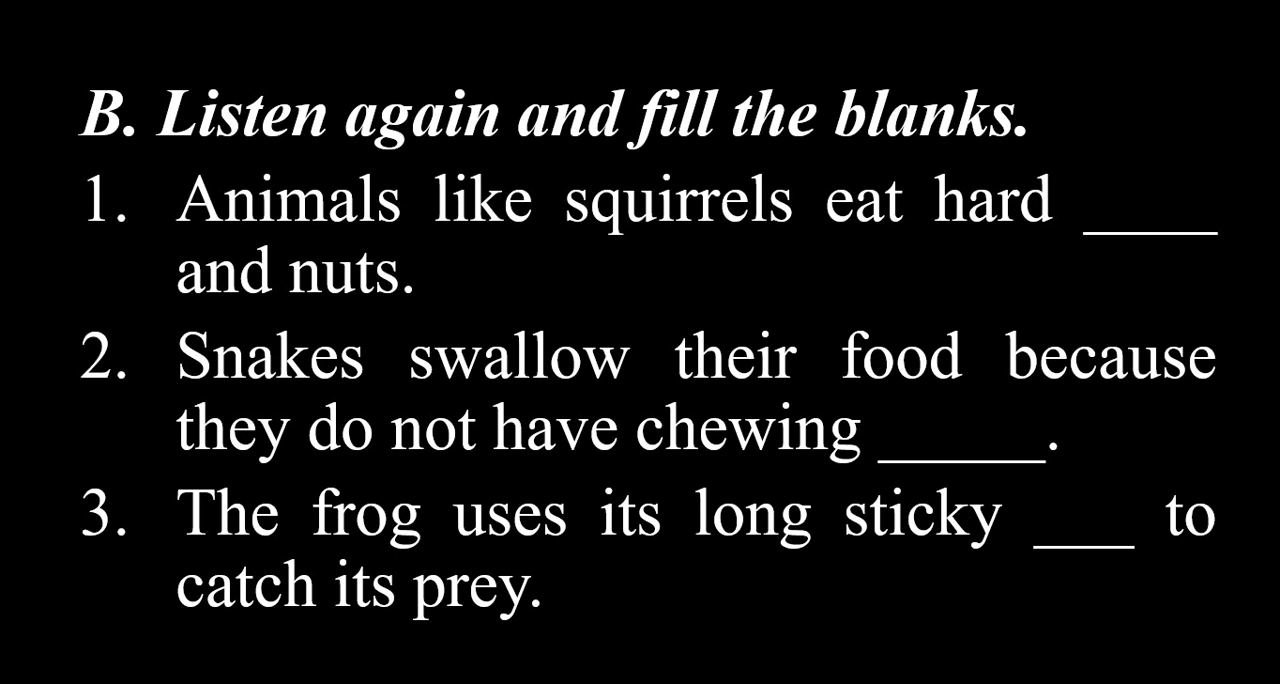 B. Listen again and fill the blanks.
1. Animals like squirrels eat hard ____
and nuts.
2. Snakes swallow their food because
they do not have chewing _____.
3. The frog uses its long sticky ___ to
catch its prey.